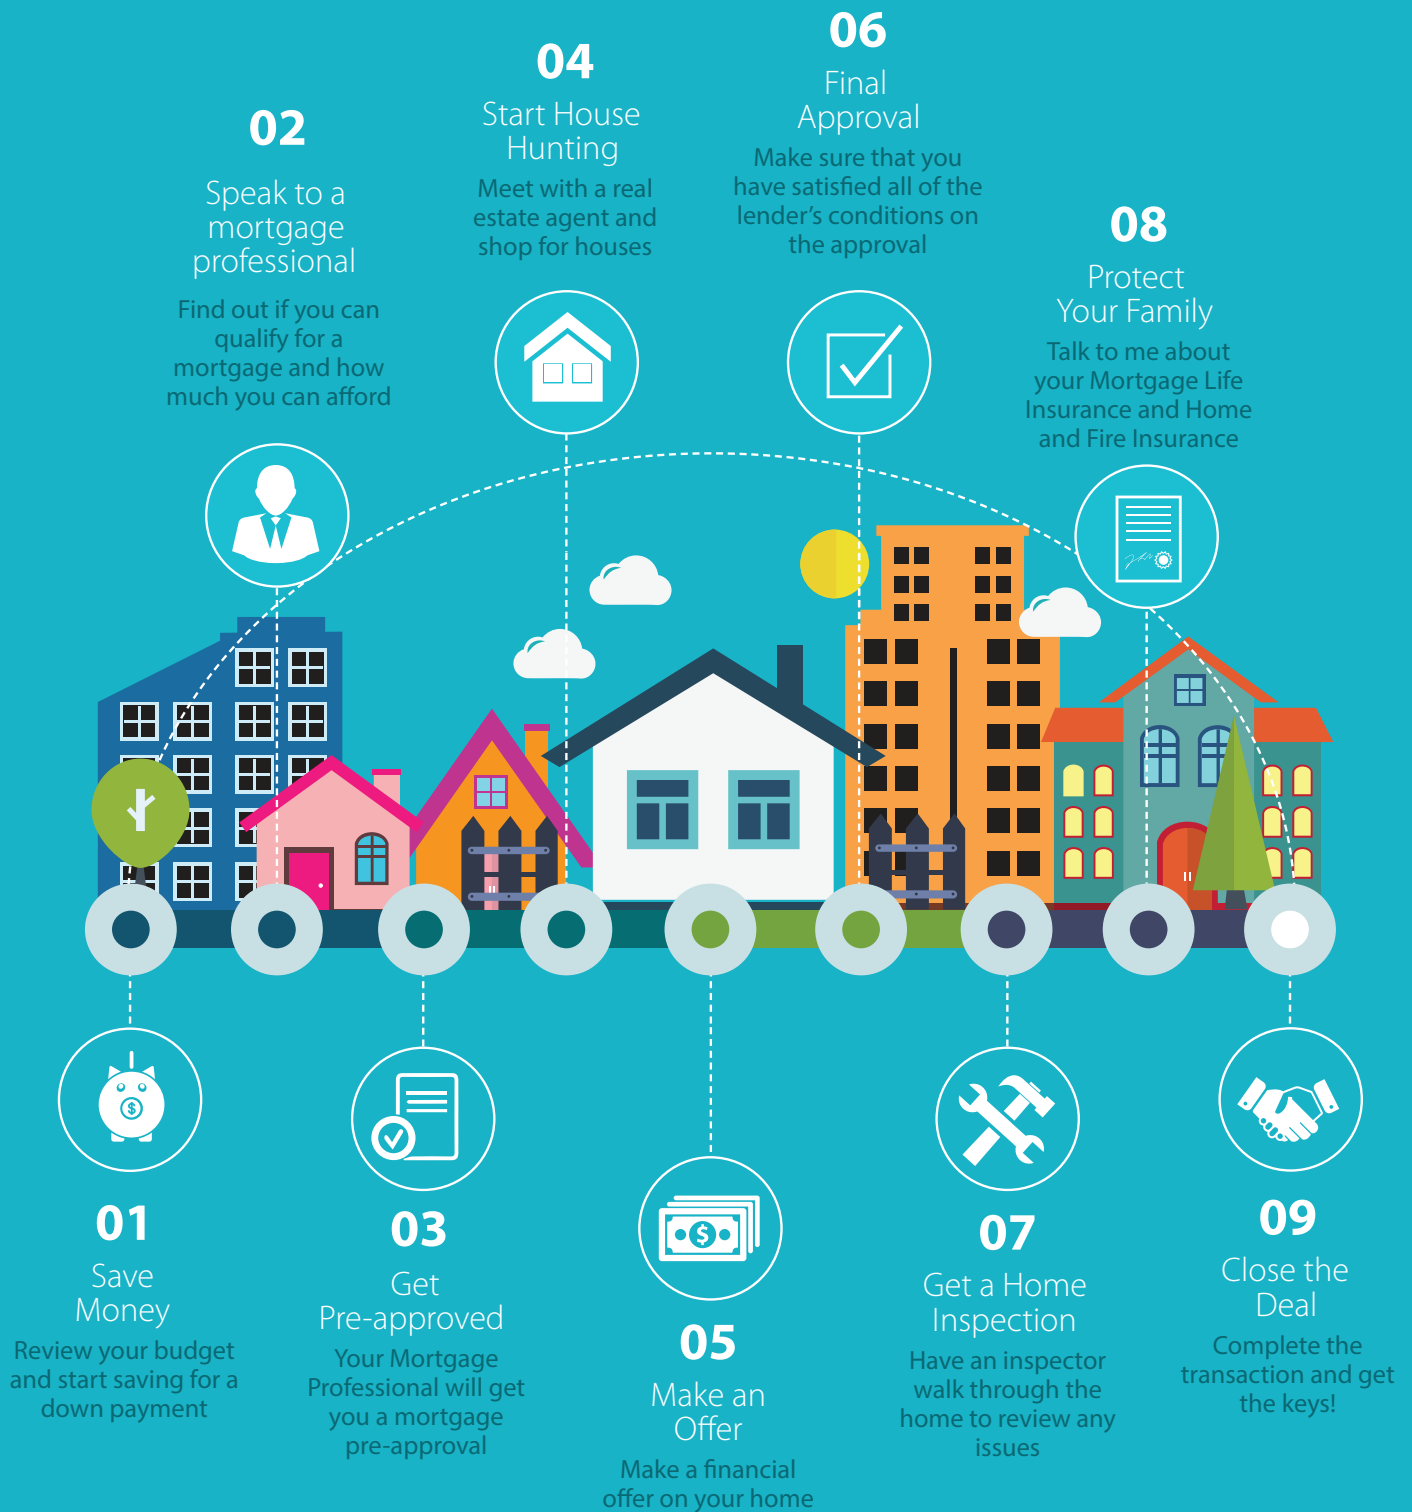 01
Save
Money
Review your budget
and start saving for a
down payment
02
Speak to a
mortgage
professional
Find out if you can
qualify for a
mortgage and how
much you can afford
03
Get
Pre-approved
Your Mortgage
Professional will get
you a mortgage
pre-approval
04
Start House
Hunting
Meet with a real
estate agent and
shop for houses
05
Make an
Offer
Make a financial
offer on your home
06
Final
Approval
Make sure that you
have satisfied all of the
lender’s conditions on
the approval
07
Get a Home
Inspection
Have an inspector
walk through the
home to review any
issues
08
Protect
Your Family
Talk to me about
your Mortgage Life
Insurance and Home
and Fire Insurance
09
Close the
Deal
Complete the
transaction and get
the keys!
$
$